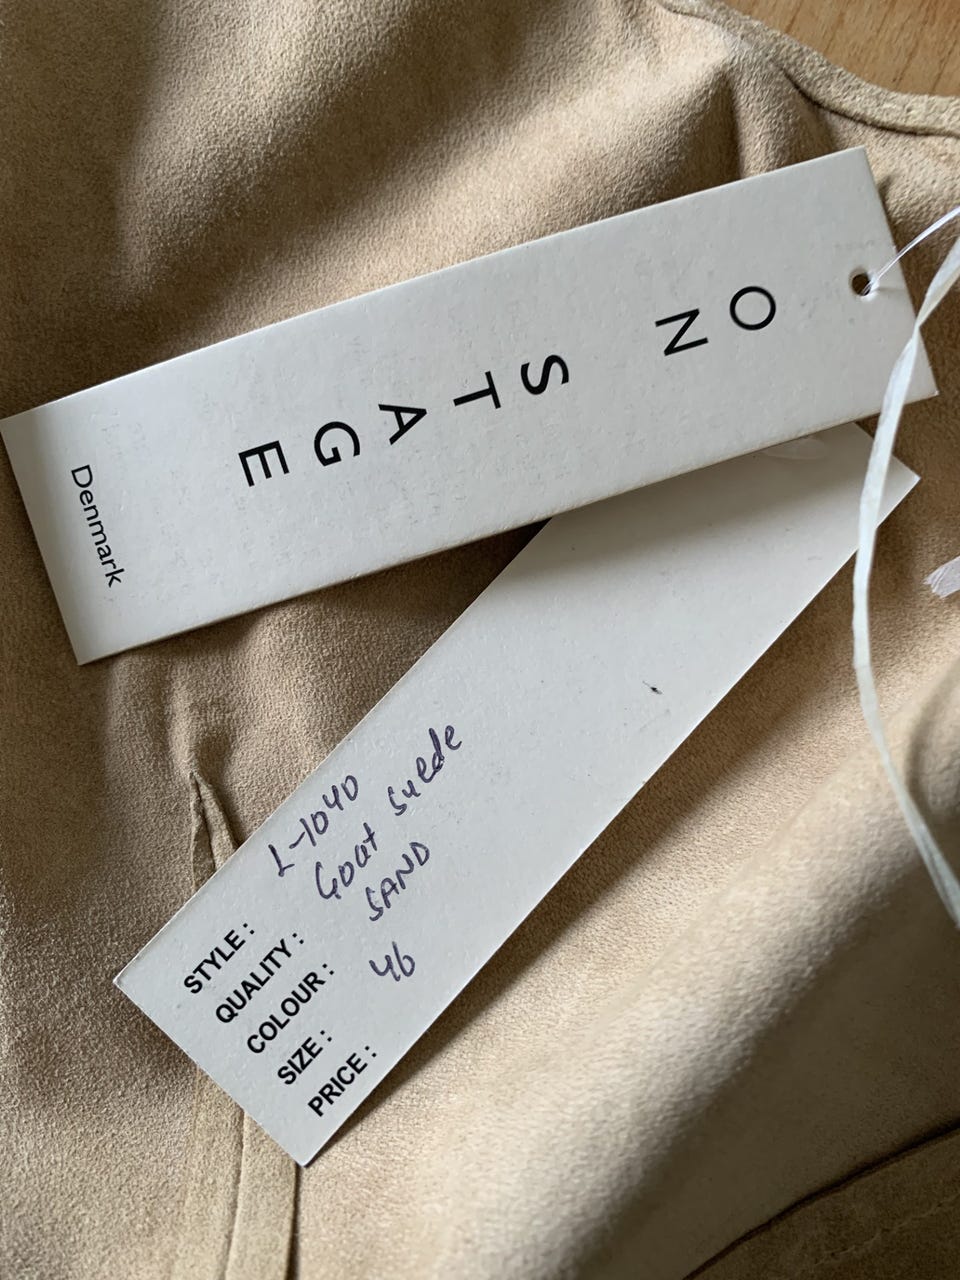 ON STAGE
Denmark
STYLE : L-1040
QUALITY : Goat Suede
COLOUR : SAND
SIZE : 46
PRICE :